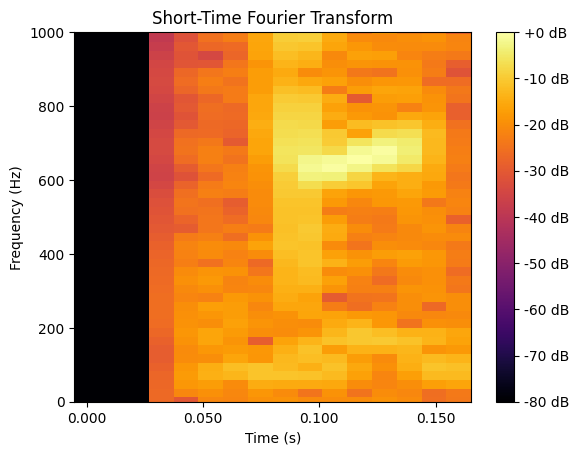 Short-Time Fourier Transform
1000
800
600
400
200
0
Frequency (Hz)
0.000
0.050
0.100
0.150
Time (s)
+0 dB
-10 dB
-20 dB
-30 dB
-40 dB
-50 dB
-60 dB
-70 dB
-80 dB